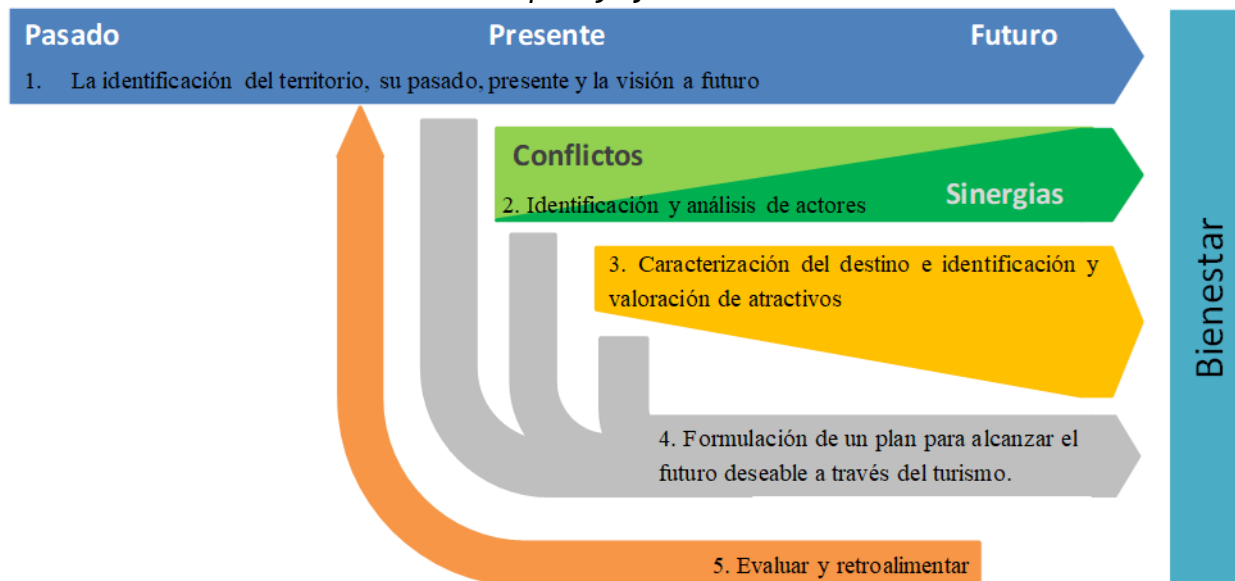 Pasado Presente Futuro
1. La identificación del territorio, su pasado, presente y la visión a futuro
Conflictos
2. Identificación y análisis de actores
Sinergias
3. Caracterización del destino e identificación y
valoración de atractivos
4. Formulación de un plan para alcanzar el
futuro deseable a través del turismo.
5. Evaluar y retroalimentar
Bienestar